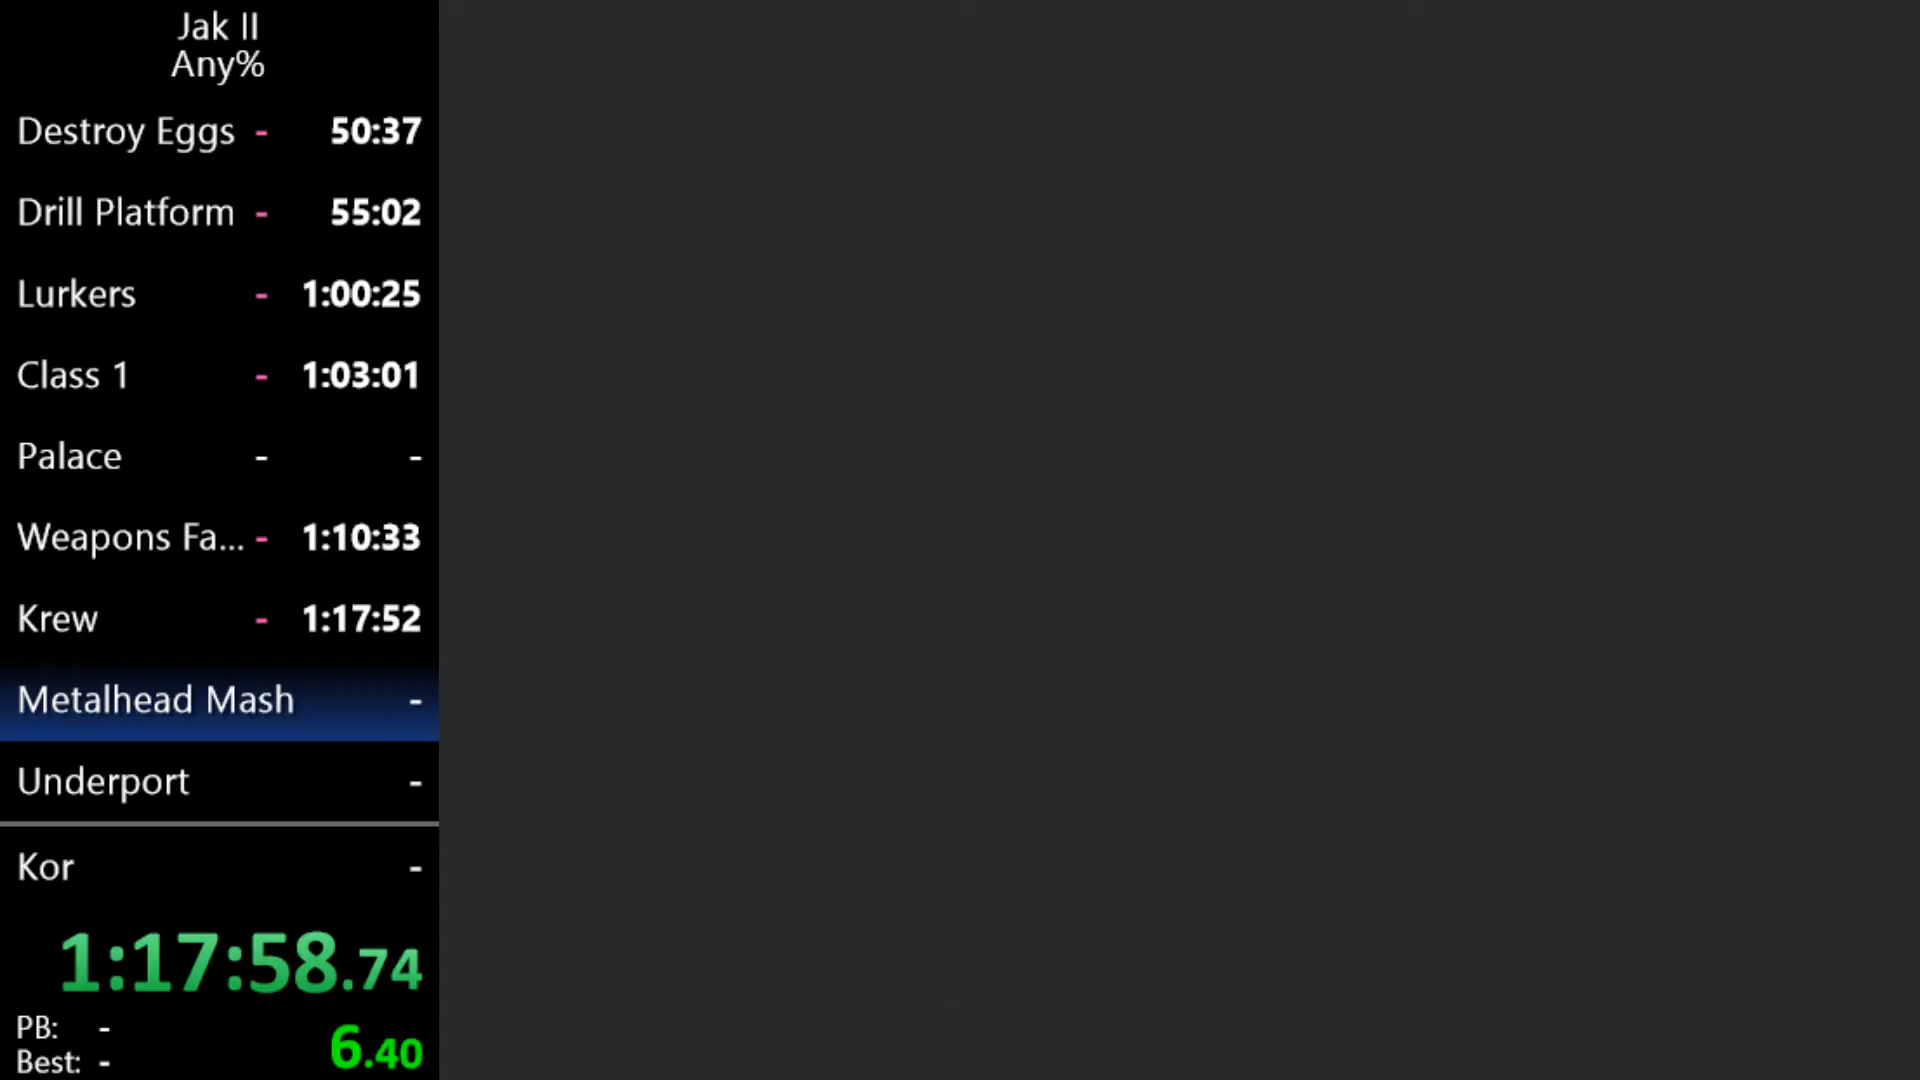 Jak II
Any%
Destroy Eggs - 50:37
Drill Platform - 55:02
Lurkers - 1:00:25
Class 1 - 1:03:01
Palace - -
Weapons Fa... - 1:10:33
Krew - 1:17:52
Metalhead Mash -
Underport -
Kor -
1:17:58.74
PB: -
Best: - 6.40